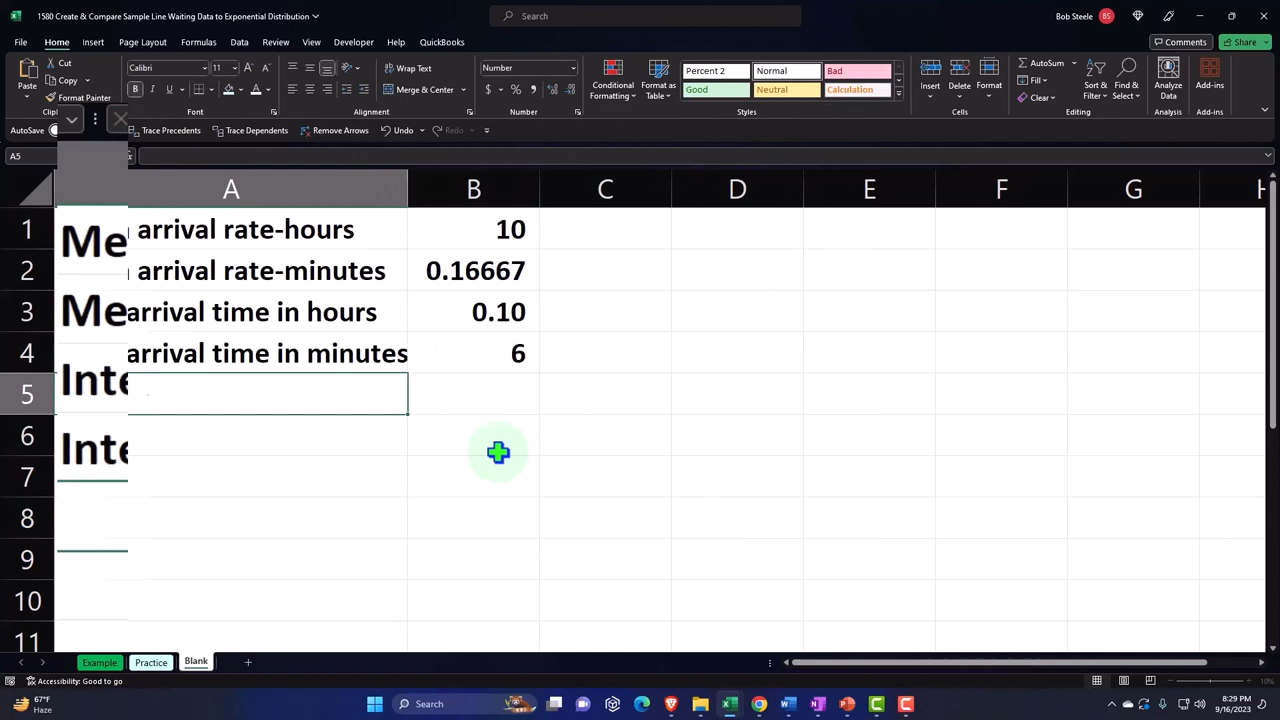 1580 Create & Compare Sample Line Waiting Data to Exponential Distribution
Search
Bob Steele BS
File Home Insert Page Layout Formulas Data Review View Developer Help QuickBooks
Comments Share
Cut
Copy
Format Painter
Paste
Calibri 11
B
Font
Wrap Text
Merge & Center
Alignment
Number
$ % 9
Number
Conditional Formatting
Format as Table
Percent 2 Normal Bad
Good Neutral Calculation
Styles
Insert Delete Format
Cells
AutoSum
Fill
Clear
Sort & Filter
Find & Select
Editing
Analyze Data
Analysis
Add-ins
Add-ins
AutoSave
Trace Precedents Trace Dependents Remove Arrows Undo Redo
A5
A B C D E F G H
1 Me arrival rate-hours 10
2 arrival rate-minutes 0.16667
3 Me arrival time in hours 0.10
4 Inte arrival time in minutes 6
5
6 Inte
7
8
9
10
11
Example Practice Blank
Accessibility: Good to go
10%
67°F
Haze
Search
8:29 PM
9/16/2023